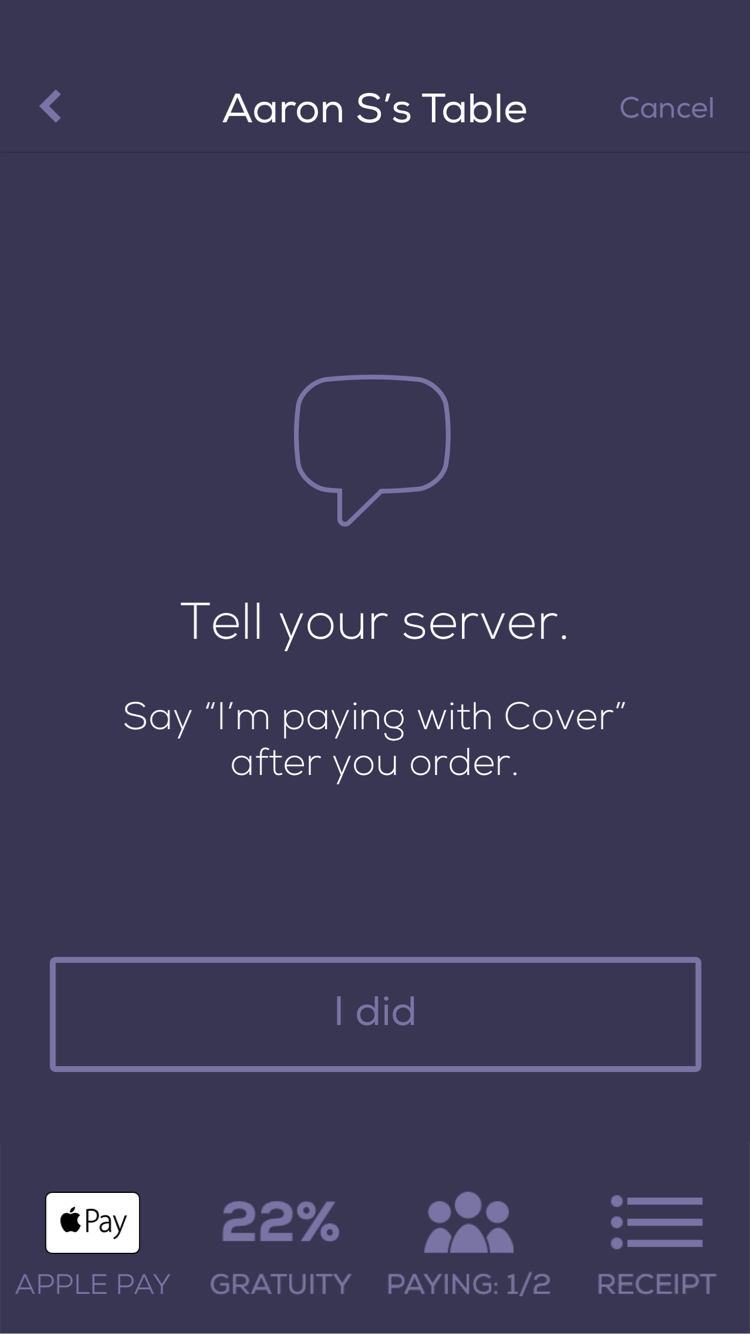 Aaron S’s Table
Cancel
Tell your server.
Say “I’m paying with Cover”
after you order.
I did
Pay
22%
APPLE PAY
GRATUITY
PAYING: 1/2
RECEIPT